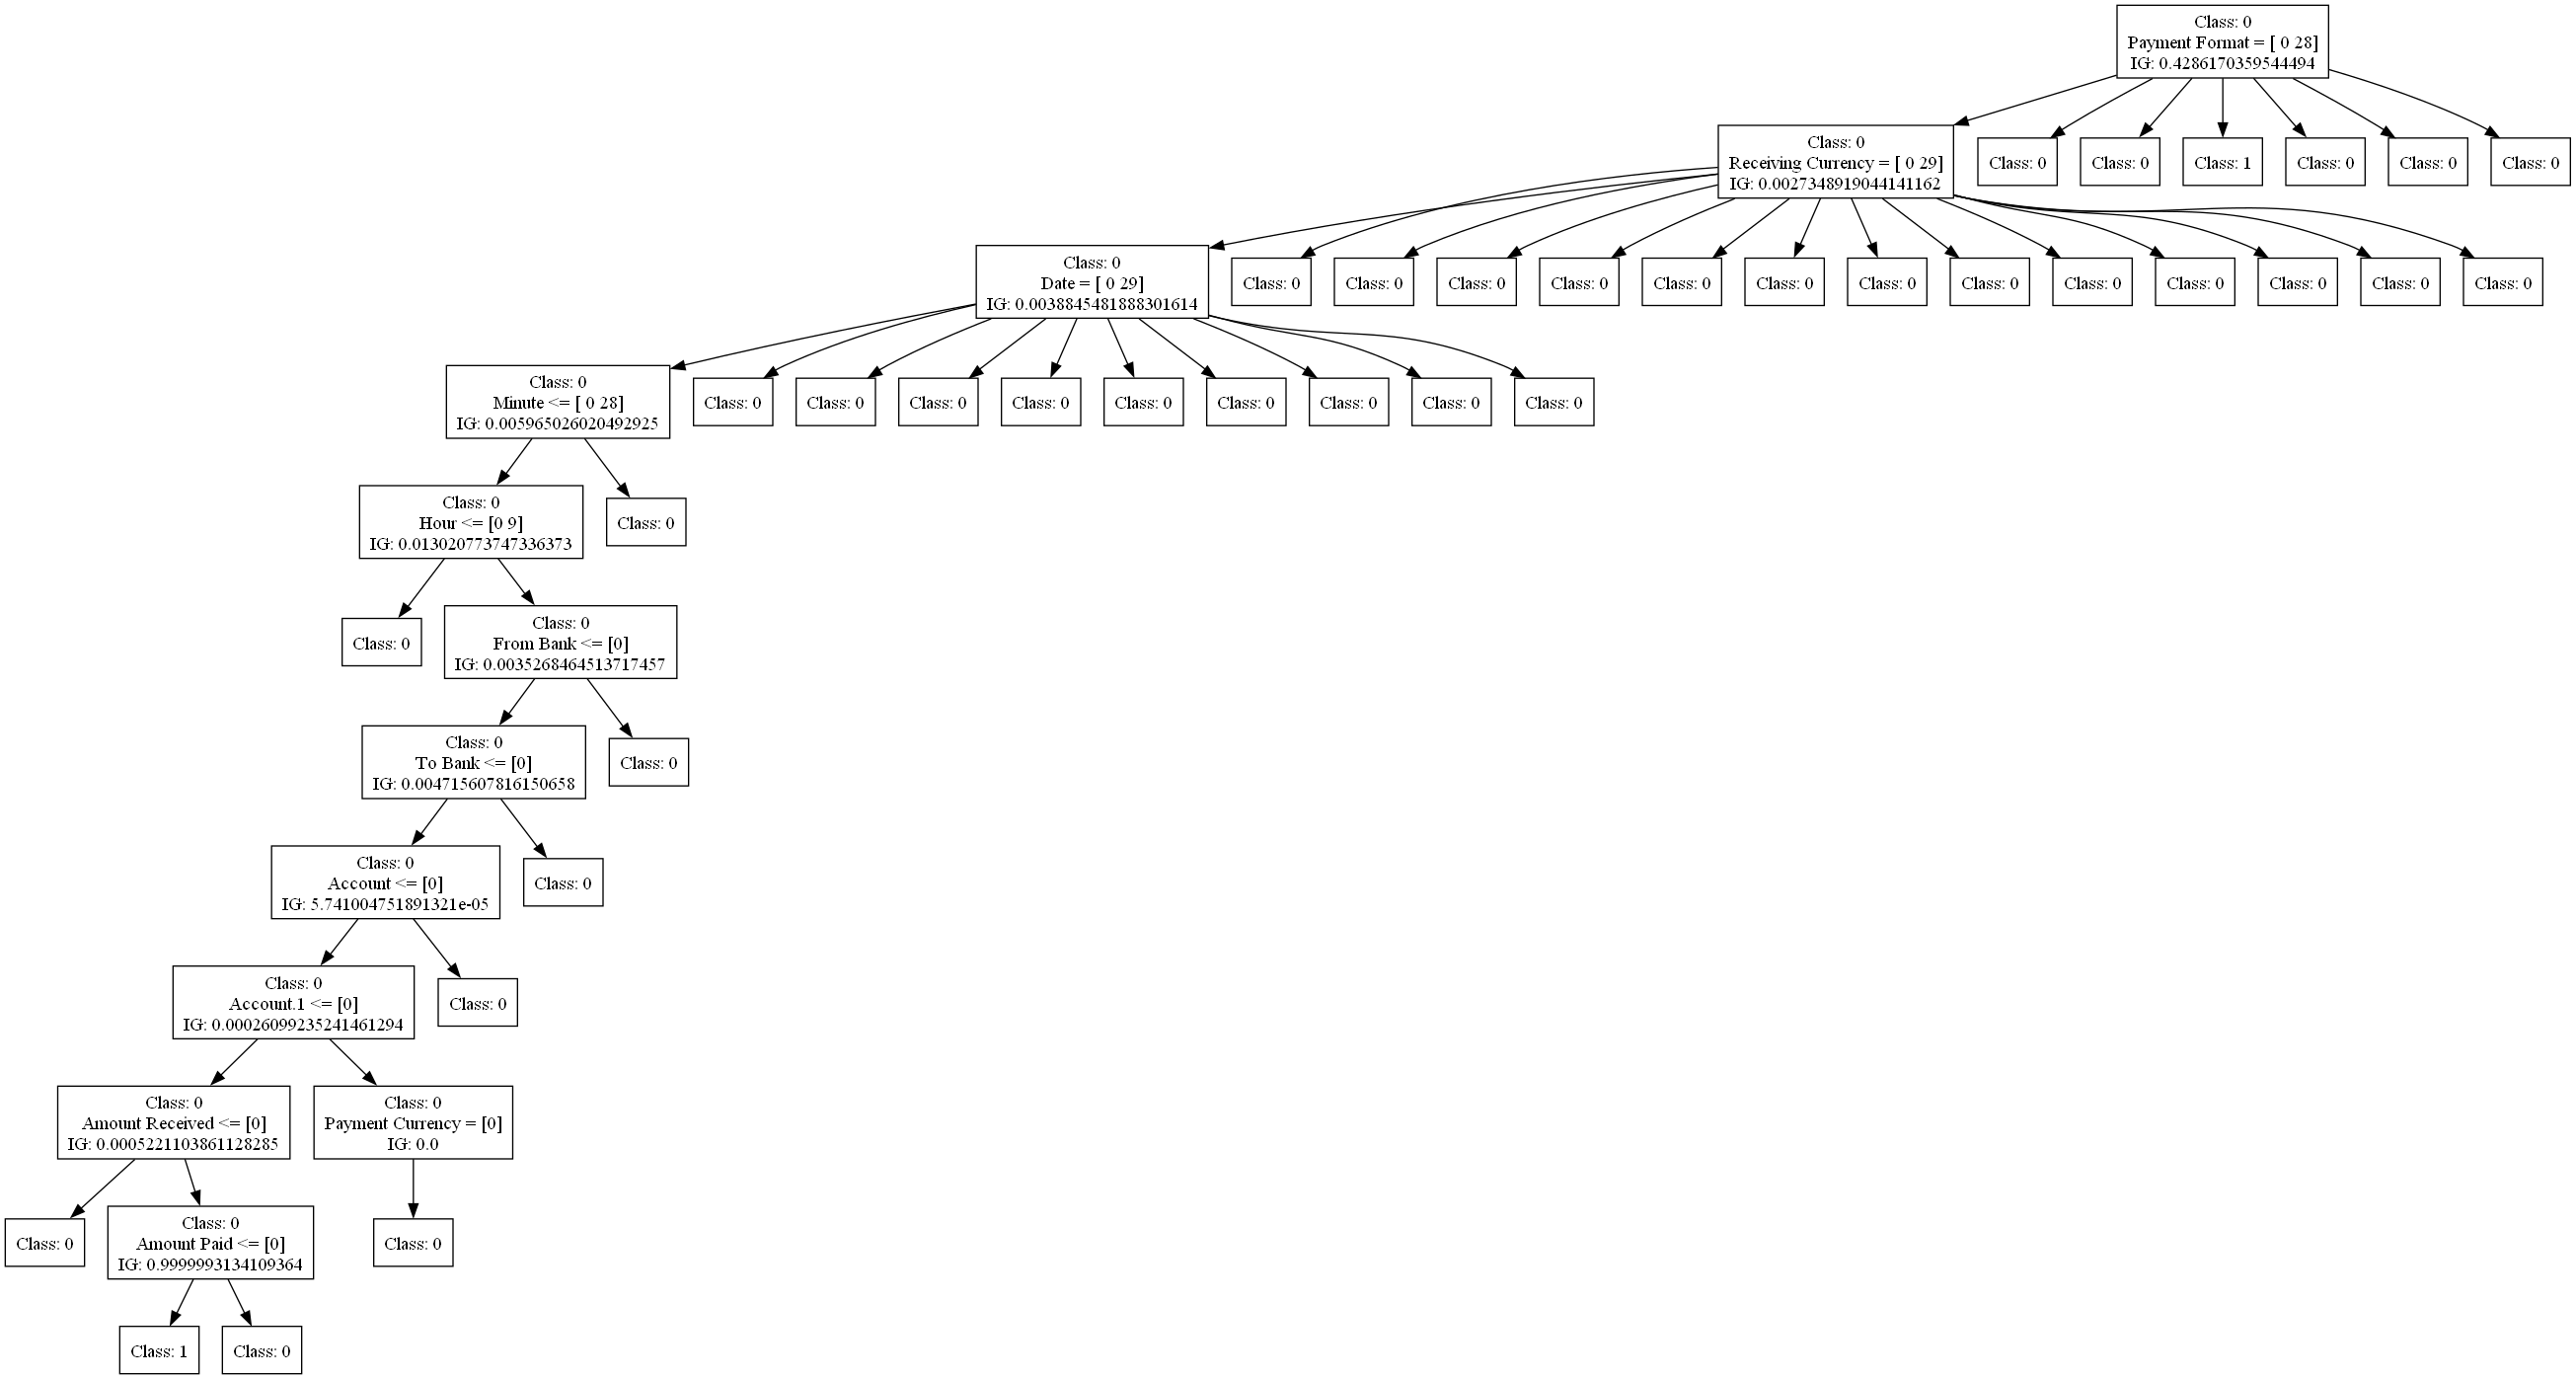 Class: 0
Payment Format = [ 0 28]
IG: 0.4286170359544494
Class: 0
Receiving Currency = [ 0 29]
IG: 0.0027348919044141162
Class: 0
Class: 0
Class: 1
Class: 0
Class: 0
Class: 0
Class: 0
Date = [ 0 29]
IG: 0.0038845481888301614
Class: 0
Class: 0
Class: 0
Class: 0
Class: 0
Class: 0
Class: 0
Class: 0
Class: 0
Class: 0
Class: 0
Class: 0
Class: 0
Class: 0
Minute <= [ 0 28]
IG: 0.005965026020492925
Class: 0
Class: 0
Class: 0
Class: 0
Class: 0
Class: 0
Class: 0
Class: 0
Class: 0
Class: 0
Hour <= [0 9]
IG: 0.013020773747336373
Class: 0
Class: 0
Class: 0
From Bank <= [0]
IG: 0.0035268464513717457
Class: 0
To Bank <= [0]
IG: 0.004715607816150658
Class: 0
Class: 0
Account <= [0]
IG: 5.741004751891321e-05
Class: 0
Class: 0
Account.1 <= [0]
IG: 0.00026099235241461294
Class: 0
Class: 0
Amount Received <= [0]
IG: 0.0005221103861128285
Class: 0
Payment Currency = [0]
IG: 0.0
Class: 0
Class: 0
Amount Paid <= [0]
IG: 0.9999993134109364
Class: 0
Class: 1
Class: 0